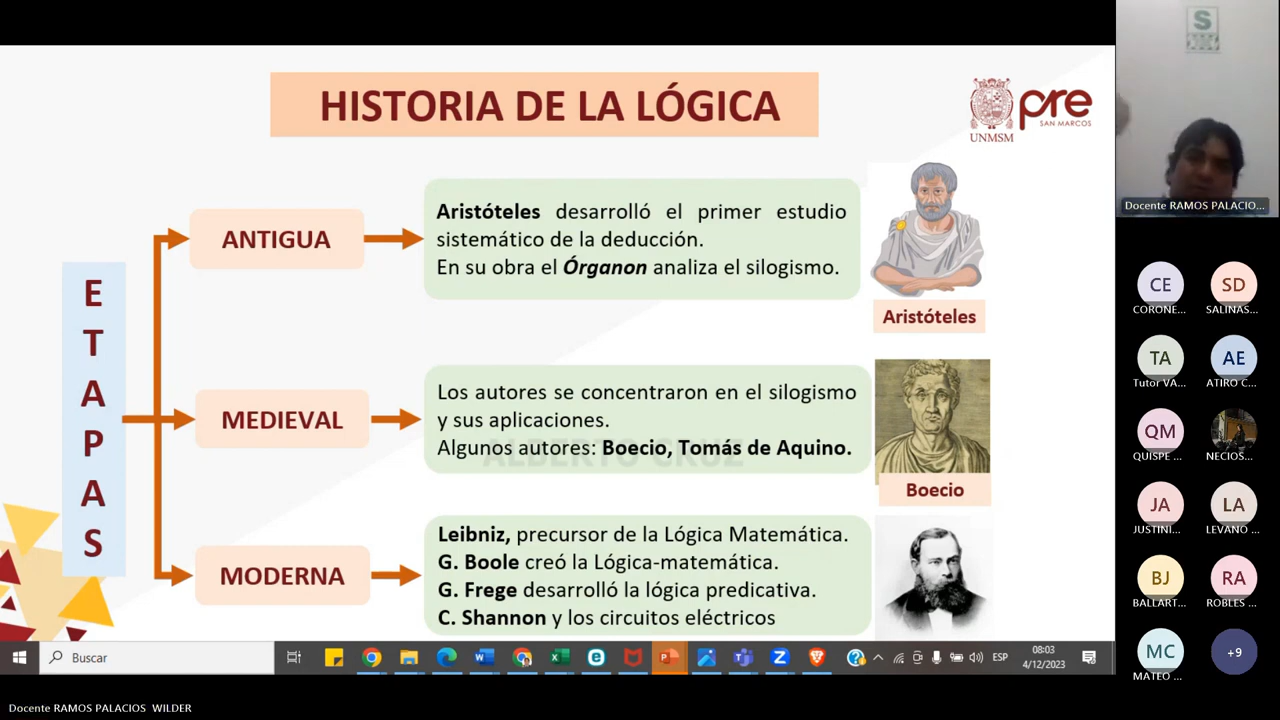 HISTORIA DE LA LÓGICA
UNMSM
pre
SAN MARCOS
E
T
A
P
A
S
ANTIGUA
Aristóteles desarrolló el primer estudio
sistemático de la deducción.
En su obra el Órganon analiza el silogismo.
Aristóteles
MEDIEVAL
Los autores se concentraron en el silogismo
y sus aplicaciones.
Algunos autores: Boecio, Tomás de Aquino.
ALBERTO CRUZ
Boecio
MODERNA
Leibniz, precursor de la Lógica Matemática.
G. Boole creó la Lógica-matemática.
G. Frege desarrolló la lógica predicativa.
C. Shannon y los circuitos eléctricos
Buscar
ESP
08:03
4/12/2023
S
Docente RAMOS PALACIO...
CE
CORONE...
SD
SALINAS...
TA
Tutor VA...
AE
ATIRO C...
QM
QUISPE ...
NECIOS...
JA
JUSTINI...
LA
LEVANO ...
BJ
BALLART...
RA
ROBLES ...
MC
MATEO ...
+9
Docente RAMOS PALACIOS WILDER